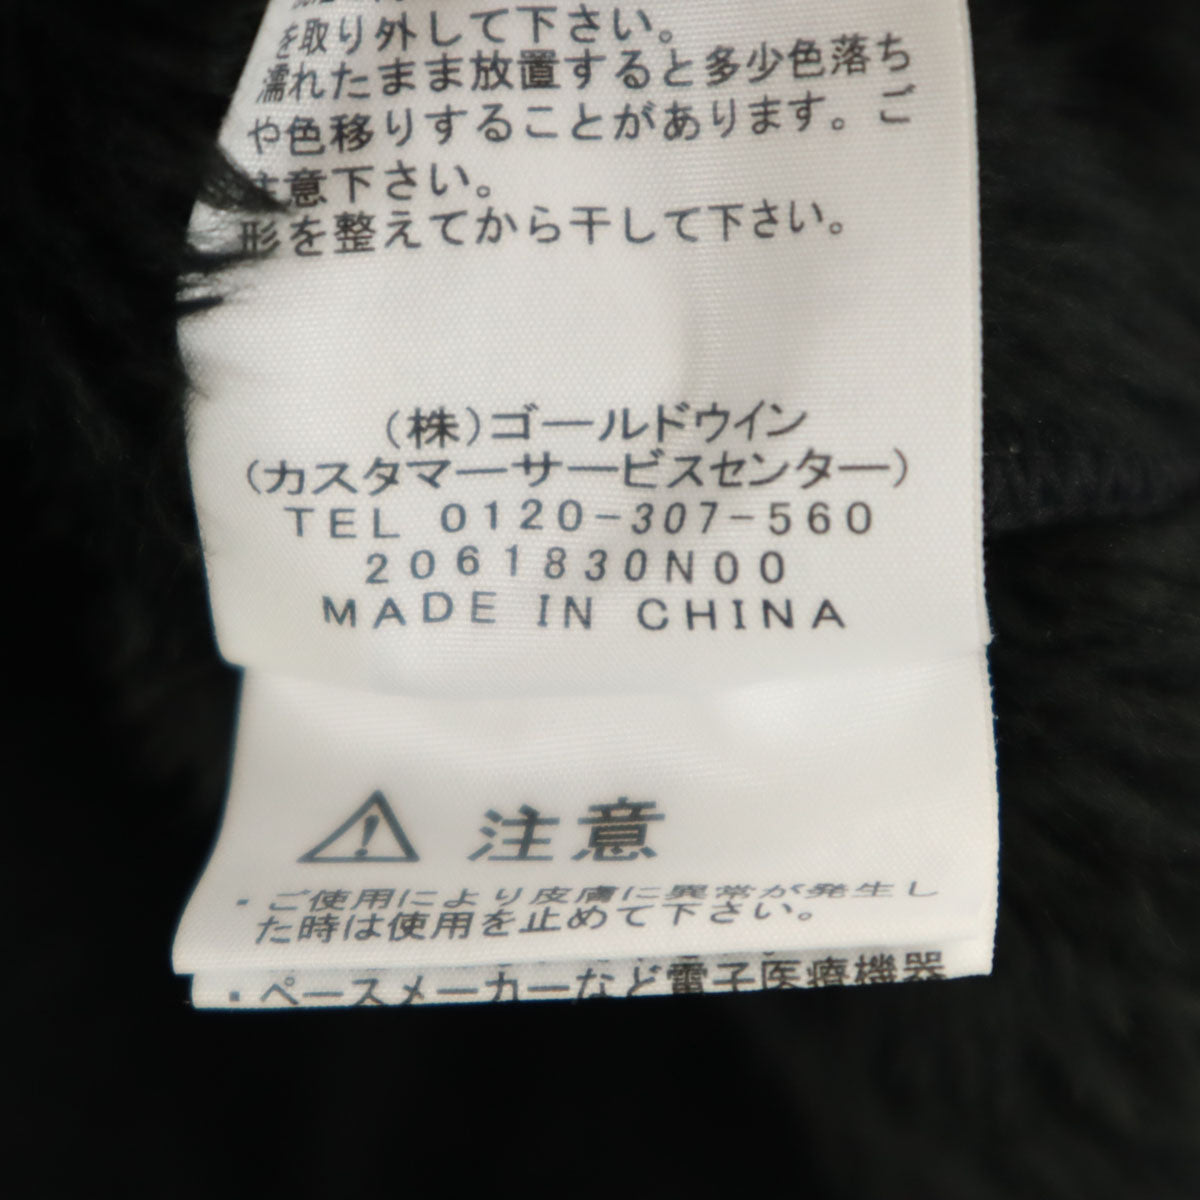 を取り外して下さい。
濡れたまま放置すると多少色落ち
や色移りすることがあります。ご
注意下さい。
形を整えてから干して下さい。
(株)ゴールドウイン
(カスタマーサービスセンター)
TEL 0120-307-560
2061830N00
MADE IN CHINA
注意
・ご使用により皮膚に異常が発生し
た時は使用を止めて下さい。
・ペースメーカーなど電子医療機器